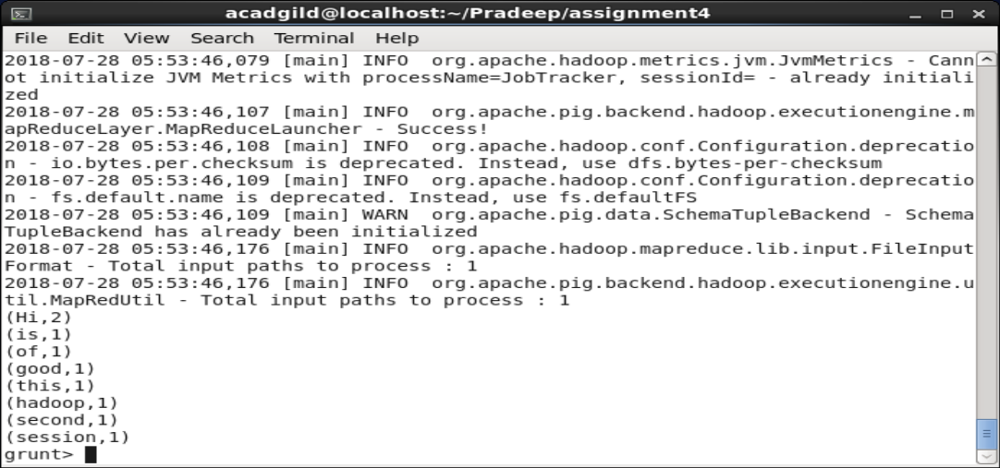 acadgild@localhost:~/Pradeep/assignment4
File Edit View Search Terminal Help
2018-07-28 05:53:46,079 [main] INFO  org.apache.hadoop.metrics.jvm.JvmMetrics - Cann
ot initialize JVM Metrics with processName=JobTracker, sessionId= - already initiali
zed
2018-07-28 05:53:46,107 [main] INFO  org.apache.pig.backend.hadoop.executionengine.m
apReduceLayer.MapReduceLauncher - Success!
2018-07-28 05:53:46,108 [main] INFO  org.apache.hadoop.conf.Configuration.deprecatio
n - io.bytes.per.checksum is deprecated. Instead, use dfs.bytes-per-checksum
2018-07-28 05:53:46,109 [main] INFO  org.apache.hadoop.conf.Configuration.deprecatio
n - fs.default.name is deprecated. Instead, use fs.defaultFS
2018-07-28 05:53:46,109 [main] WARN  org.apache.pig.data.SchemaTupleBackend - Schema
TupleBackend has already been initialized
2018-07-28 05:53:46,176 [main] INFO  org.apache.hadoop.mapreduce.lib.input.FileInput
Format - Total input paths to process : 1
2018-07-28 05:53:46,176 [main] INFO  org.apache.pig.backend.hadoop.executionengine.u
til.MapRedUtil - Total input paths to process : 1
(Hi,2)
(is,1)
(of,1)
(good,1)
(this,1)
(hadoop,1)
(second,1)
(session,1)
grunt>